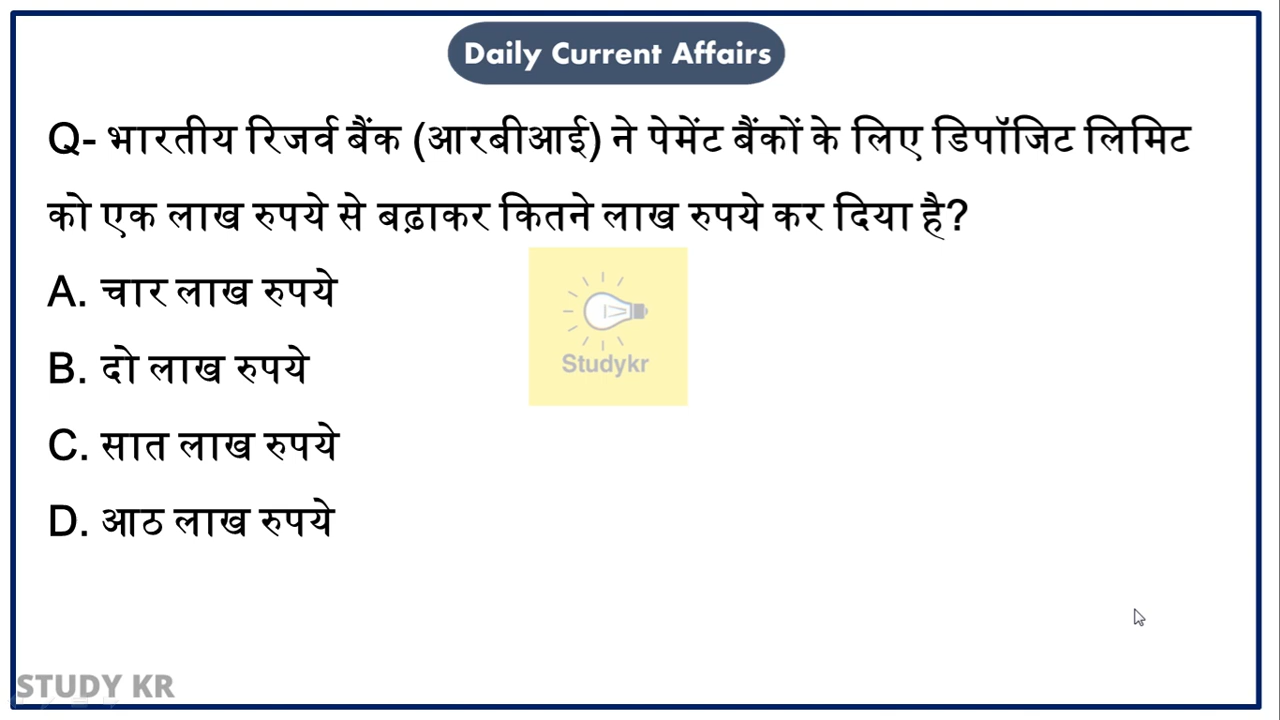 Daily Current Affairs
Q- भारतीय रिजर्व बैंक (आरबीआई) ने पेमेंट बैंकों के लिए डिपॉजिट लिमिट
को एक लाख रुपये से बढ़ाकर कितने लाख रुपये कर दिया है?
A. चार लाख रुपये
B. दो लाख रुपये
C. सात लाख रुपये
D. आठ लाख रुपये
Studykr
STUDY KR